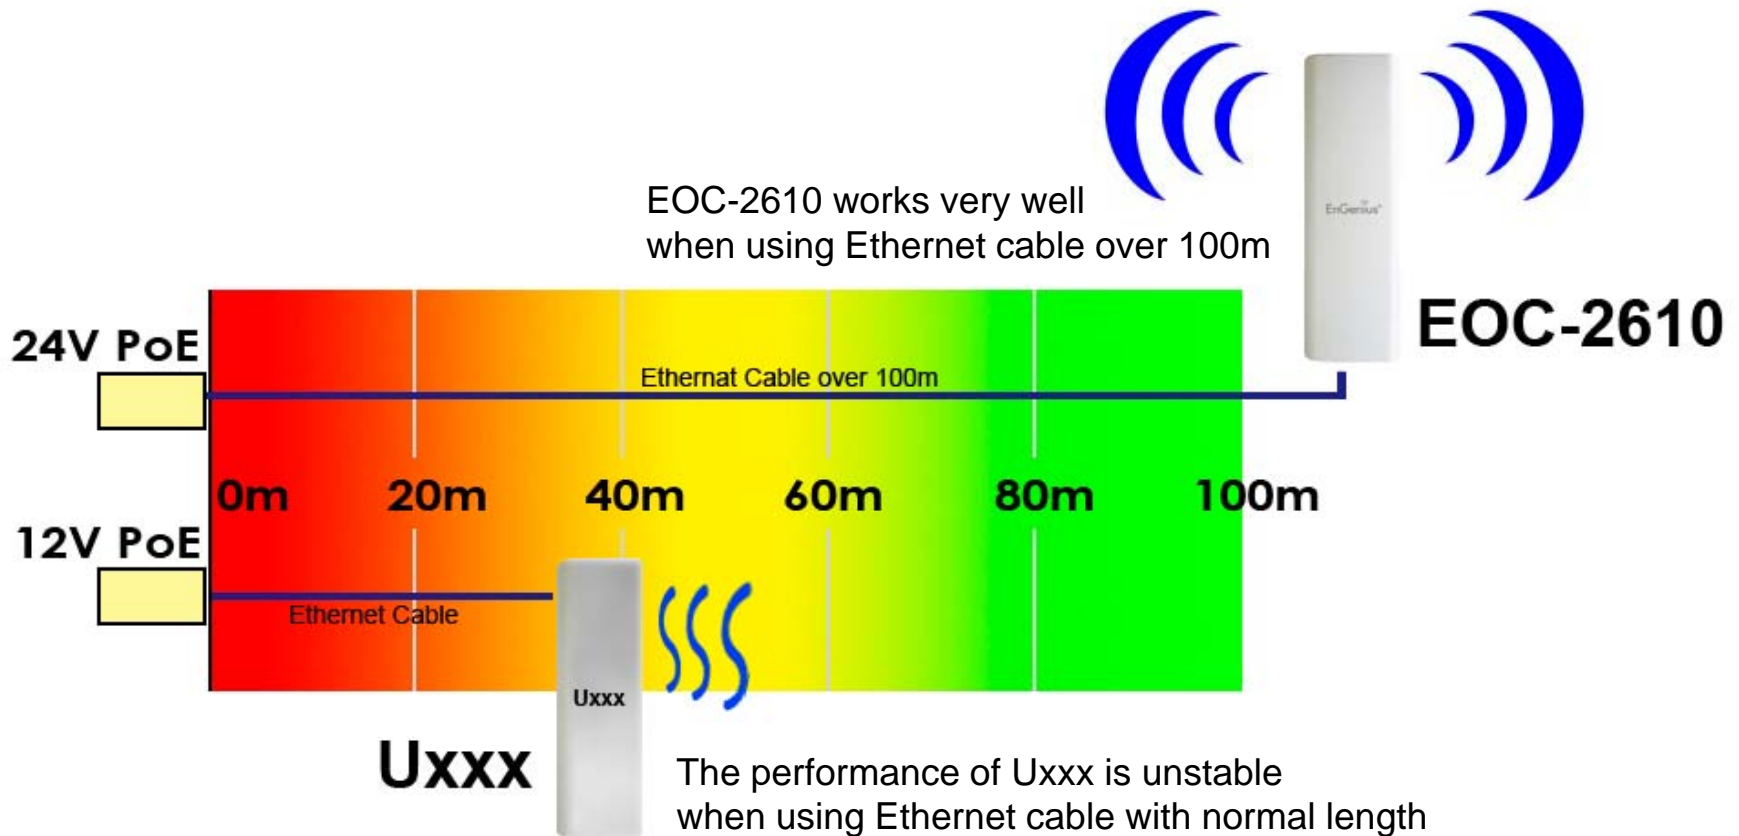 EOC-2610 works very well
when using Ethernet cable over 100m
EnGenius®
EOC-2610
24V PoE
Ethernat Cable over 100m
0m 20m 40m 60m 80m 100m
12V PoE
Ethernet Cable
Uxxx
Uxxx
The performance of Uxxx is unstable
when using Ethernet cable with normal length